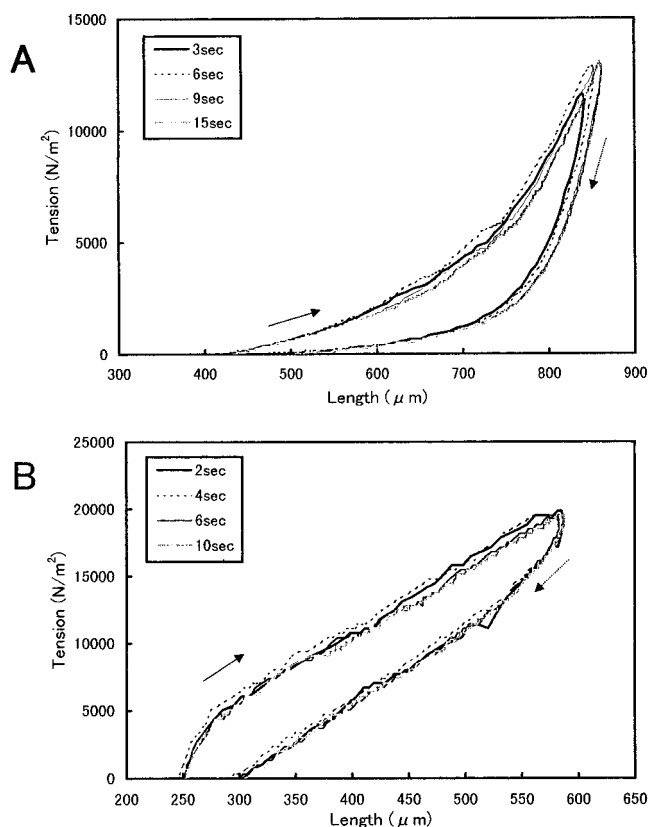 A
15000
10000
5000
0
Tension (N/m²)
3sec
6sec
9sec
15sec
300 400 500 600 700 800 900
Length (μ m)
B
25000
20000
15000
10000
5000
0
Tension (N/m²)
2sec
4sec
6sec
10sec
200 250 300 350 400 450 500 550 600 650
Length (μ m)